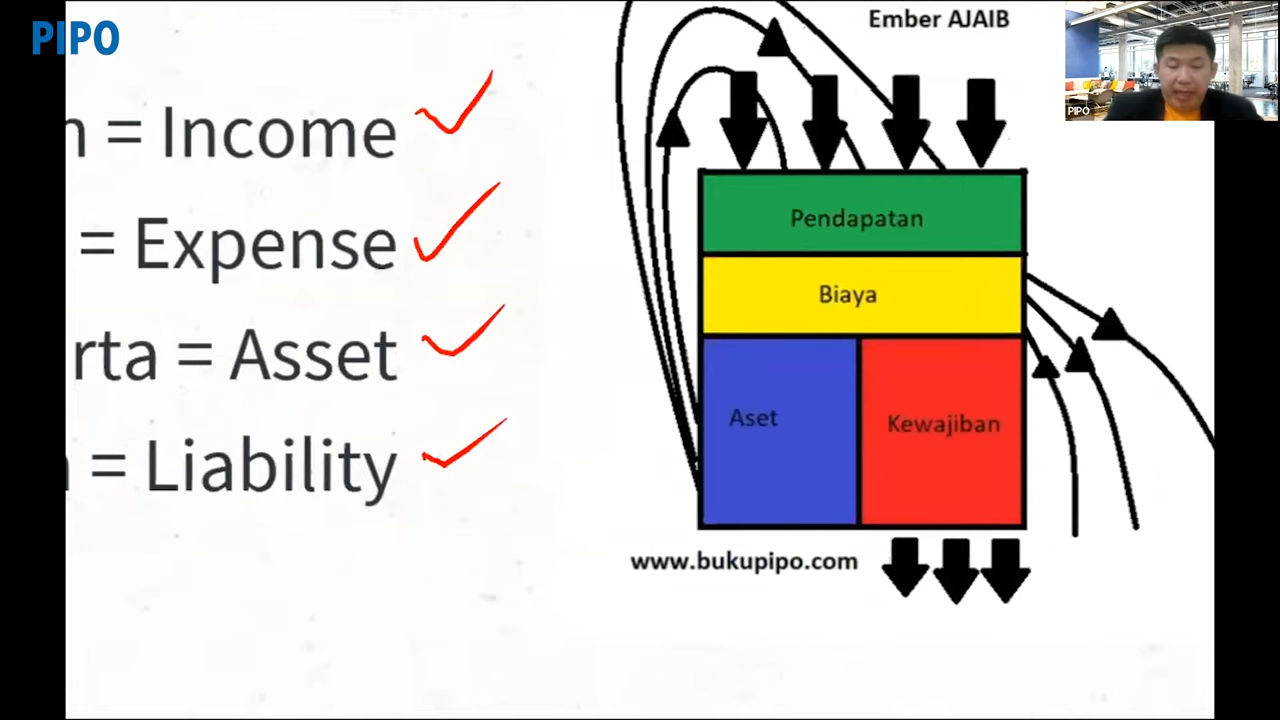 PIPO
= Income
= Expense
rta = Asset
= Liability
Ember AJAIB
Pendapatan
Biaya
Aset
Kewajiban
www.bukupipo.com
PIPO